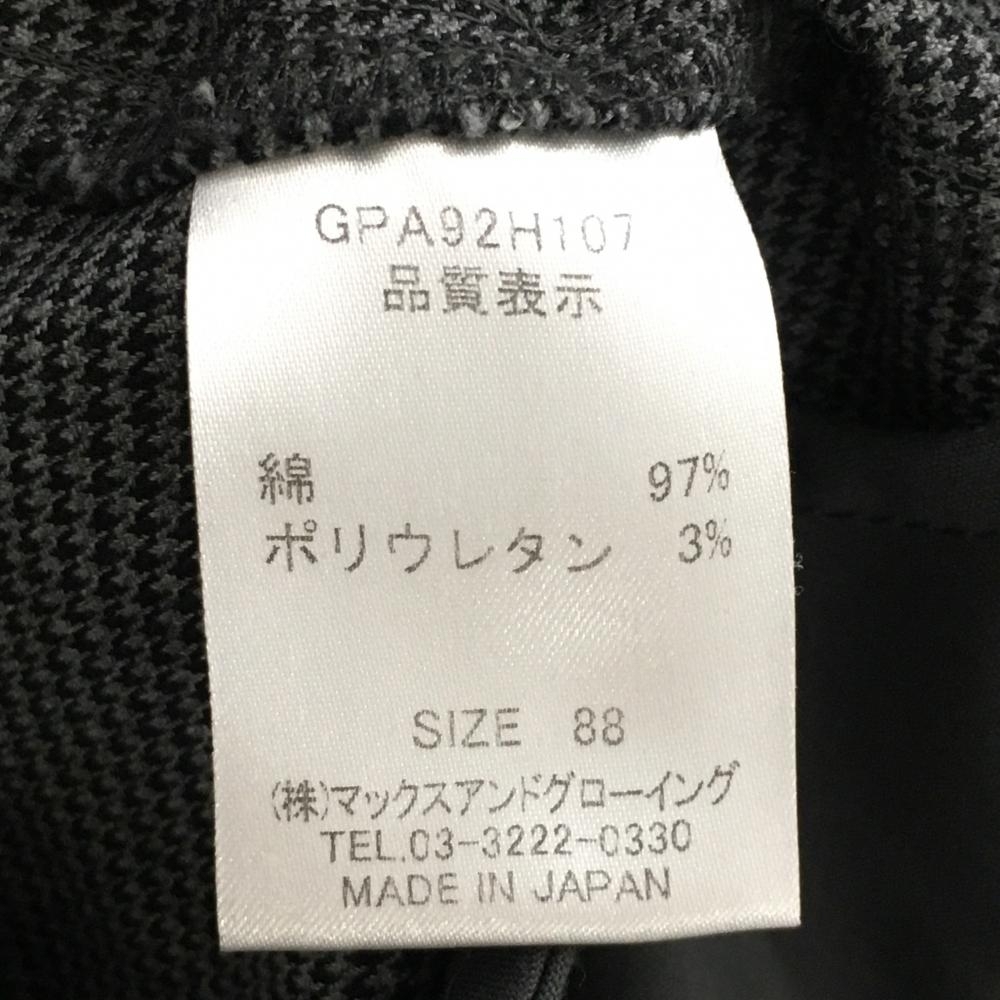 GPA92H107
品質表示
綿 97%
ポリウレタン 3%
SIZE 88
(株)マックスアンドグローイング
TEL.03-3222-0330
MADE IN JAPAN